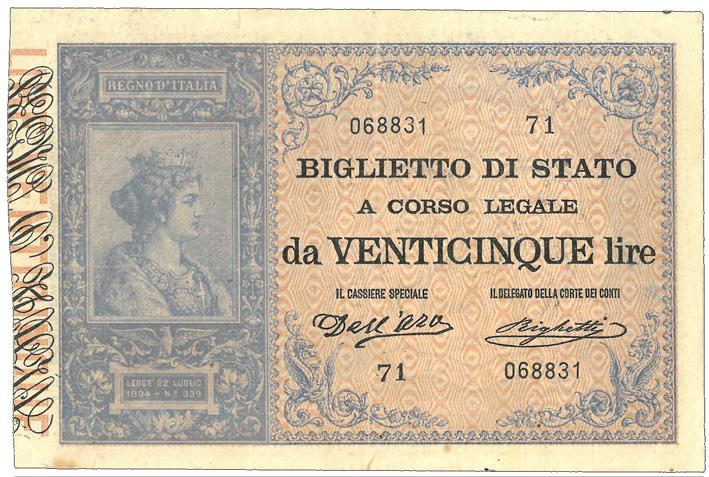 REGNO D'ITALIA
068831 71
BIGLIETTO DI STATO
A CORSO LEGALE
da VENTICINQUE lire
IL CASSIERE SPECIALE IL DELEGATO DELLA CORTE DEI CONTI
Dell'Ara Righetti
71 068831
LEGGE 22 LUGLIO
1894 - N° 339